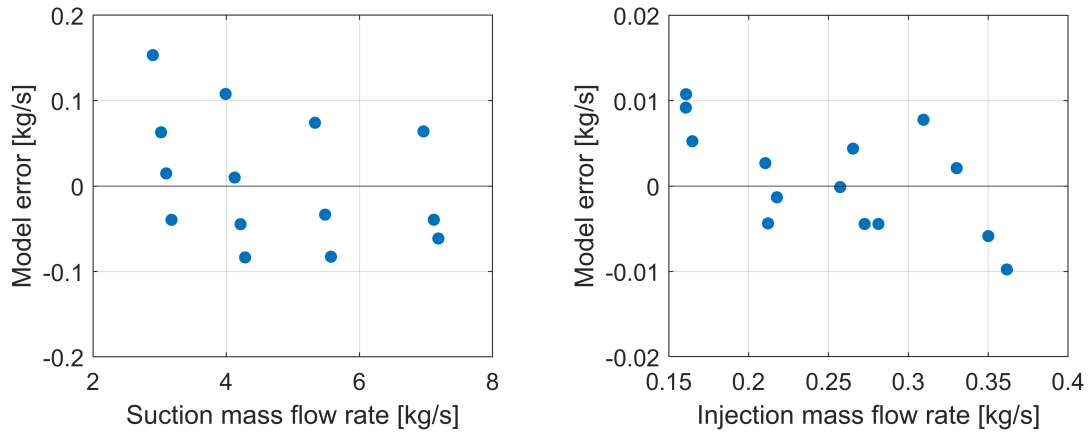 Model error [kg/s]
0.2
0.1
0
-0.1
-0.2
2 4 6 8
Suction mass flow rate [kg/s]
Model error [kg/s]
0.02
0.01
0
-0.01
-0.02
0.15 0.2 0.25 0.3 0.35 0.4
Injection mass flow rate [kg/s]